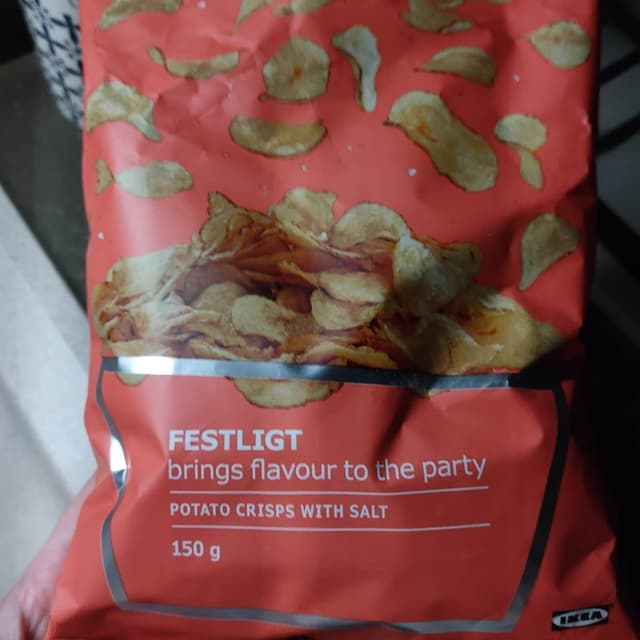 FESTLIGT
brings flavour to the party
POTATO CRISPS WITH SALT
150 g
IKEA